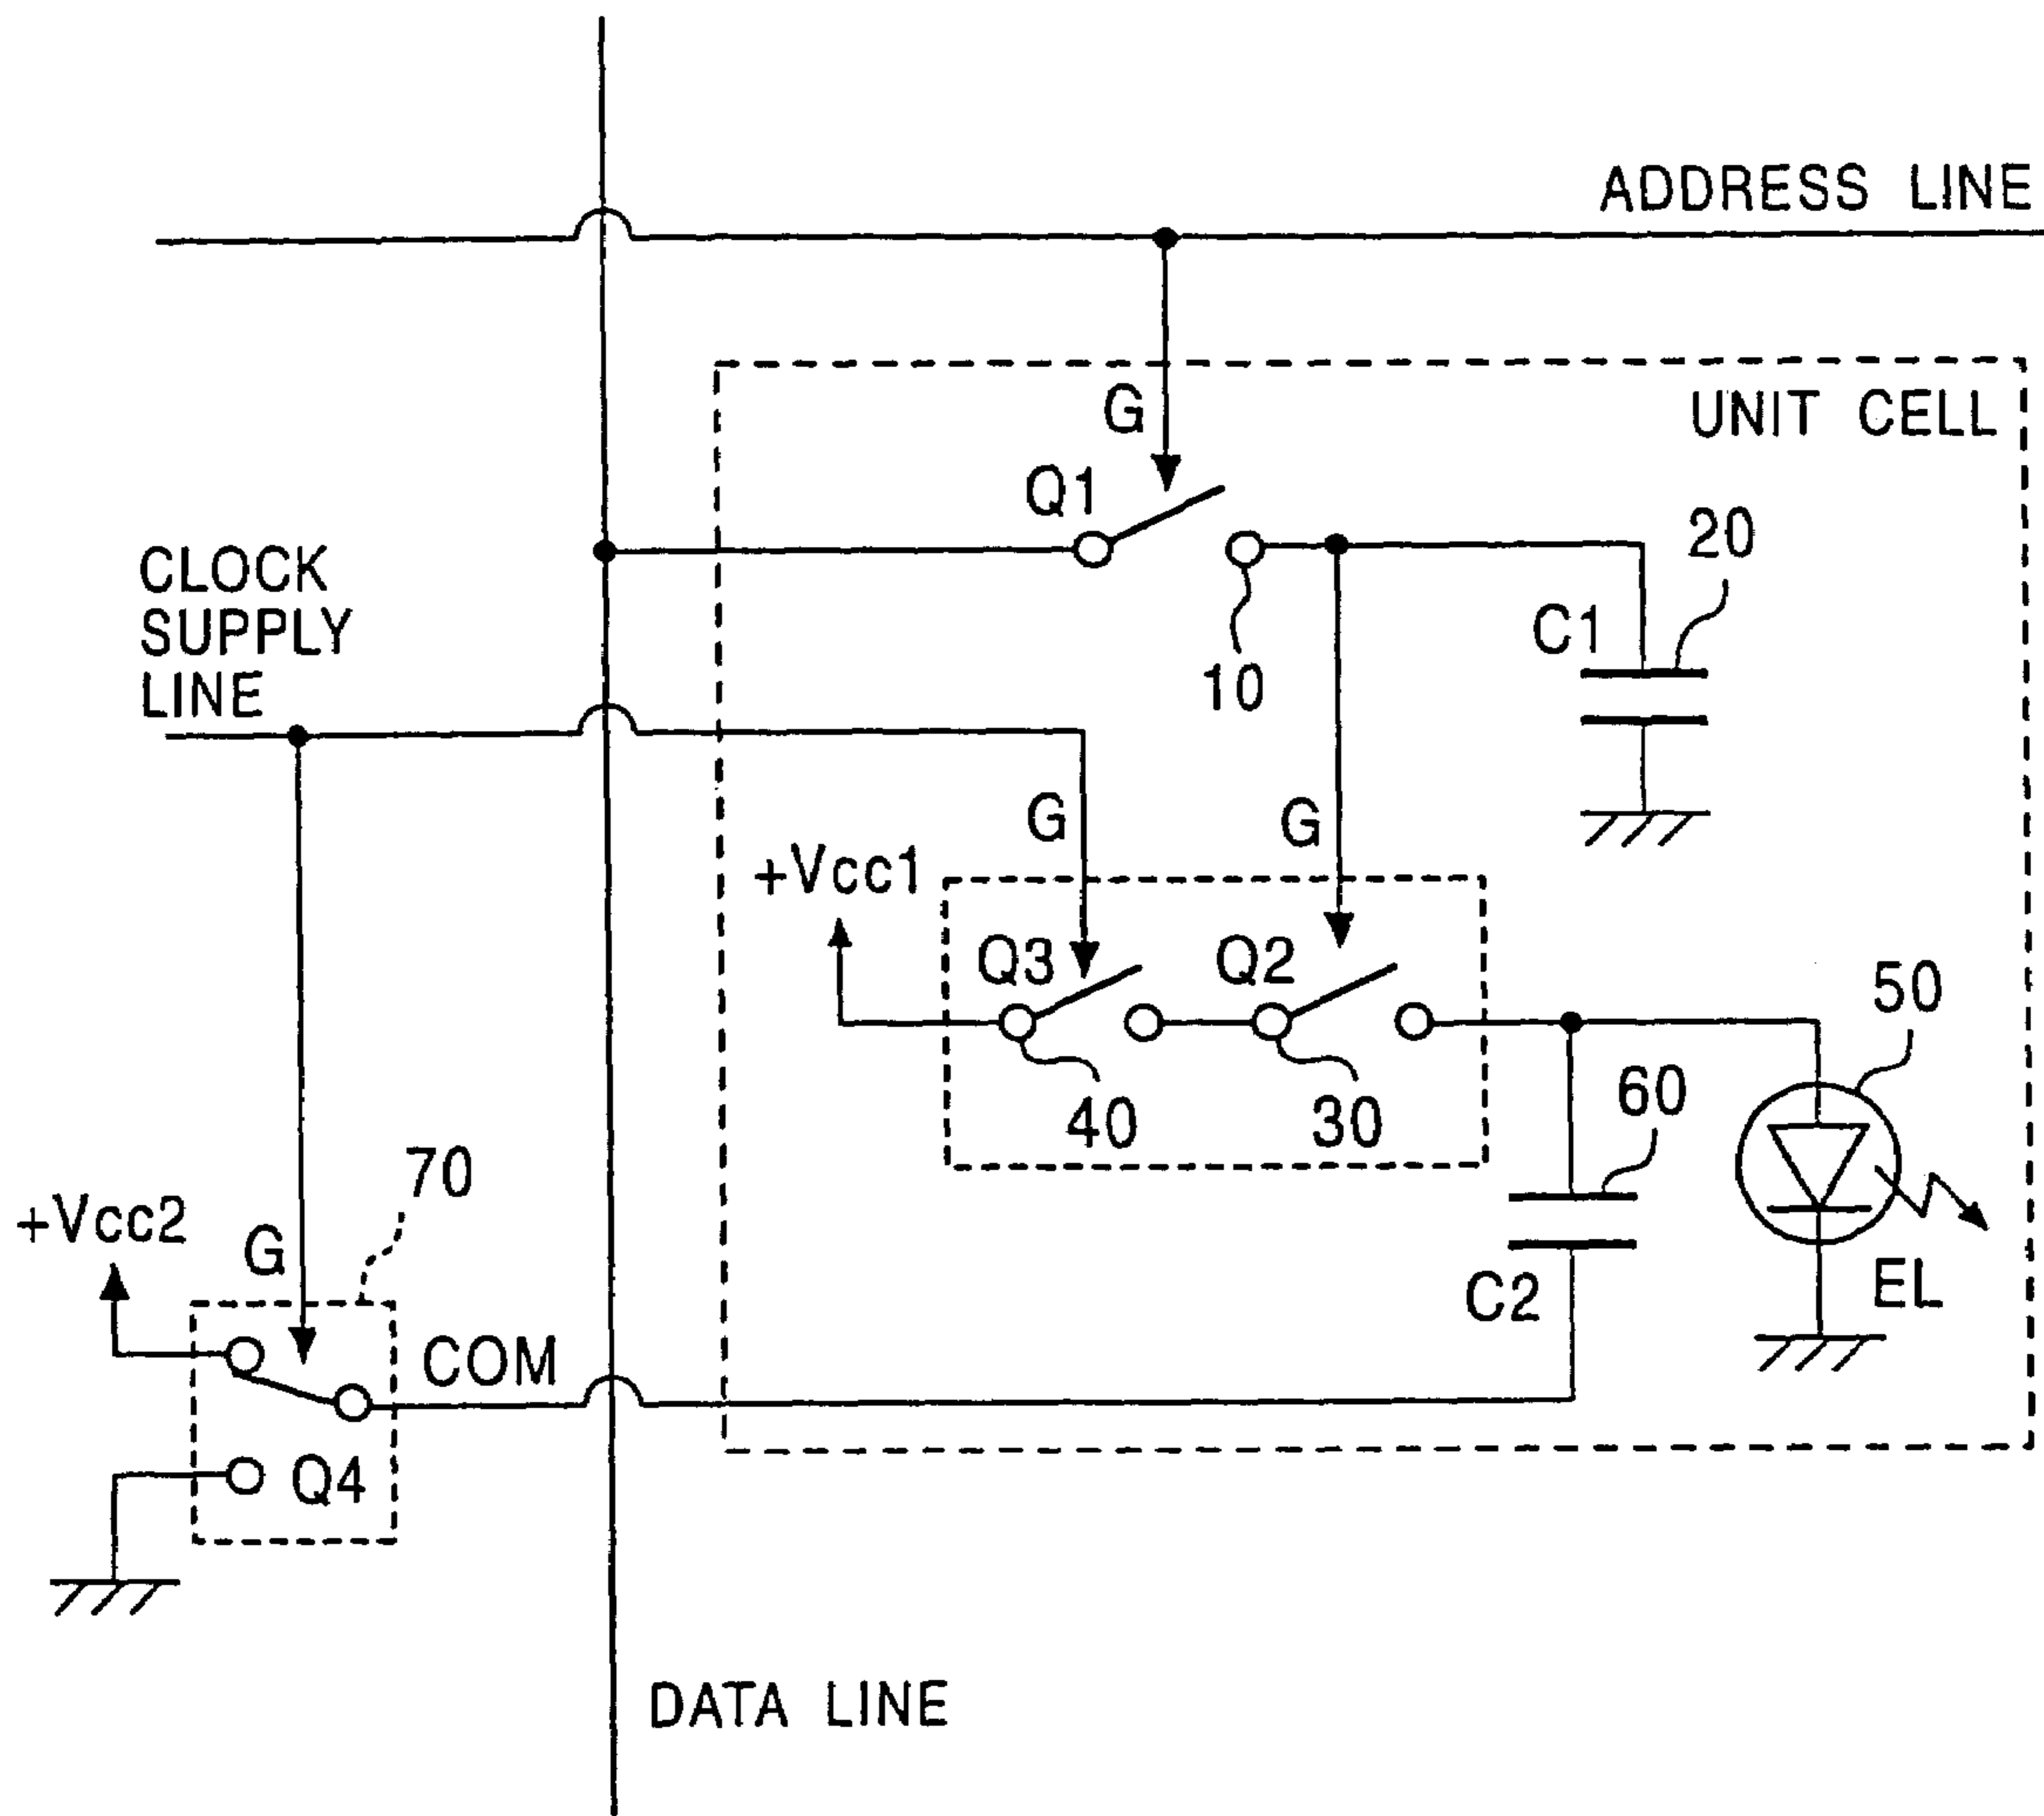 ADDRESS LINE
UNIT CELL
G
Q1
20
CLOCK
SUPPLY
LINE
C1
10
G
G
+Vcc1
Q3
Q2
50
60
40
30
70
+Vcc2
G
EL
C2
COM
Q4
DATA LINE